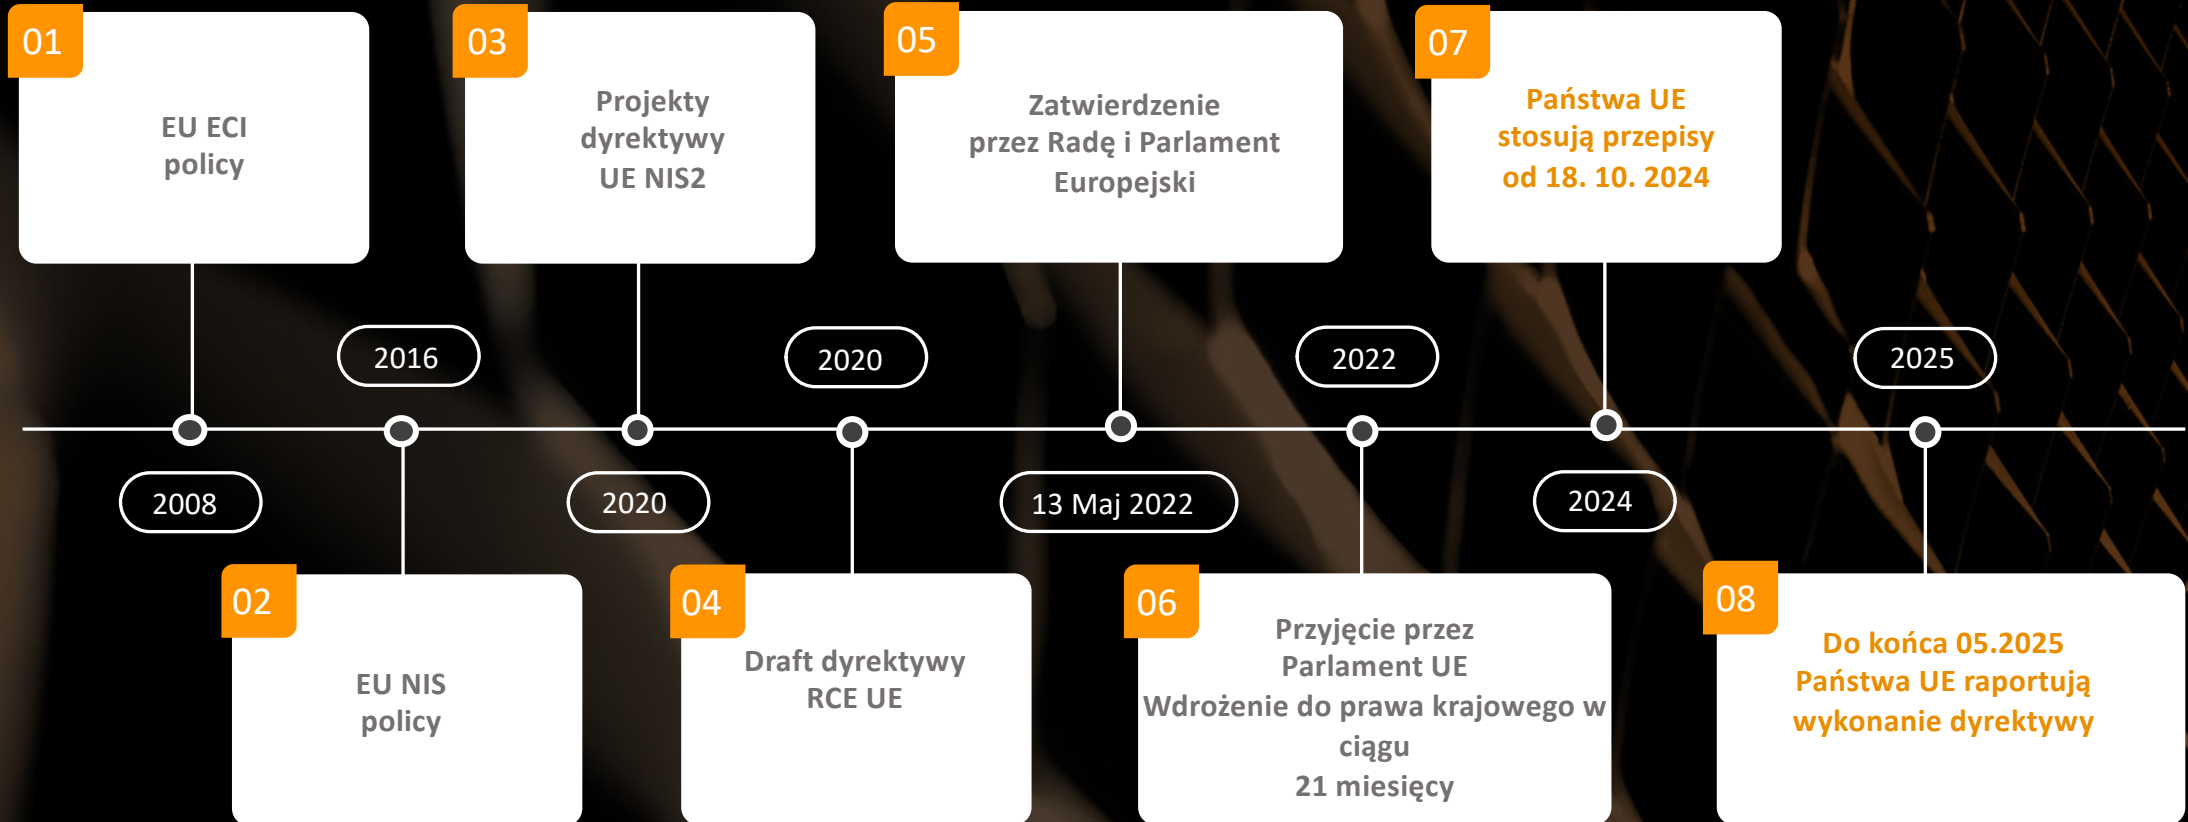 01
EU ECI
policy
2008
02
EU NIS
policy
2016
03
Projekty
dyrektywy
UE NIS2
2020
04
Draft dyrektywy
RCE UE
2020
05
Zatwierdzenie
przez Radę i Parlament
Europejski
13 Maj 2022
06
Przyjęcie przez
Parlament UE
Wdrożenie do prawa krajowego w
ciągu
21 miesięcy
2022
07
Państwa UE
stosują przepisy
od 18. 10. 2024
2024
08
Do końca 05.2025
Państwa UE raportują
wykonanie dyrektywy
2025